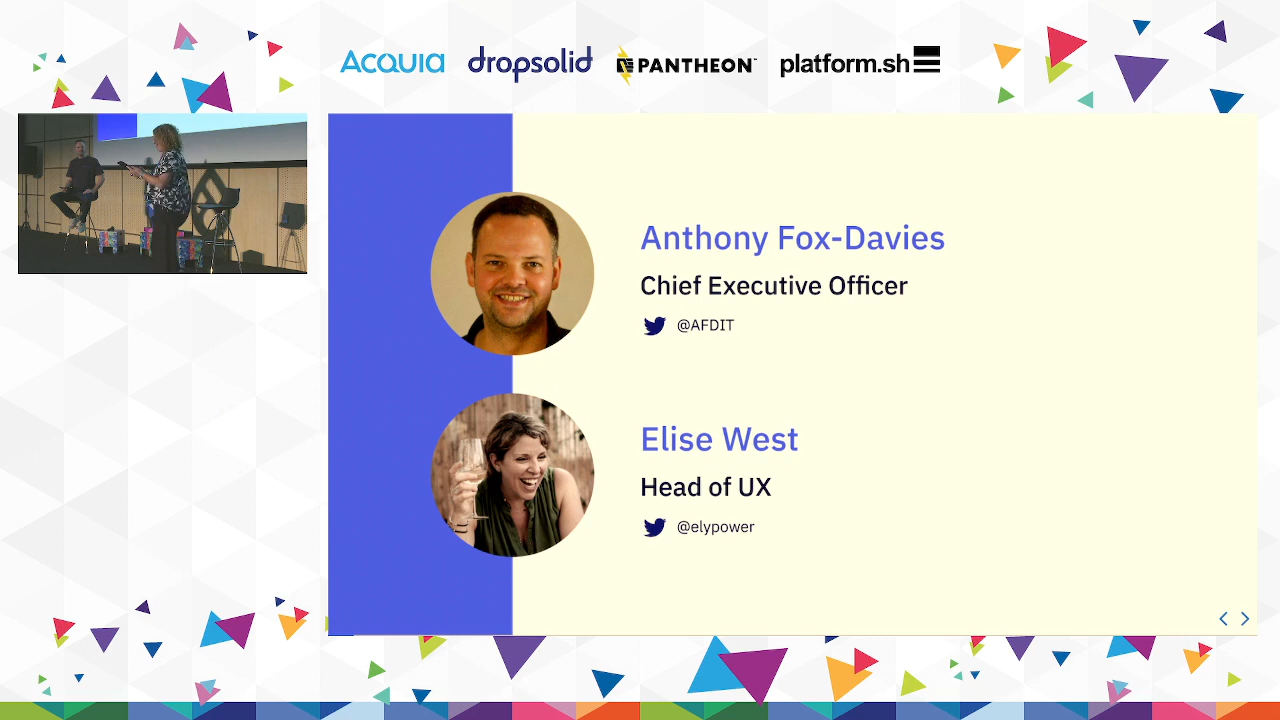 ACQUIA dropsolid PANTHEON platform.sh
Anthony Fox-Davies
Chief Executive Officer
@AFDIT
Elise West
Head of UX
@elypower